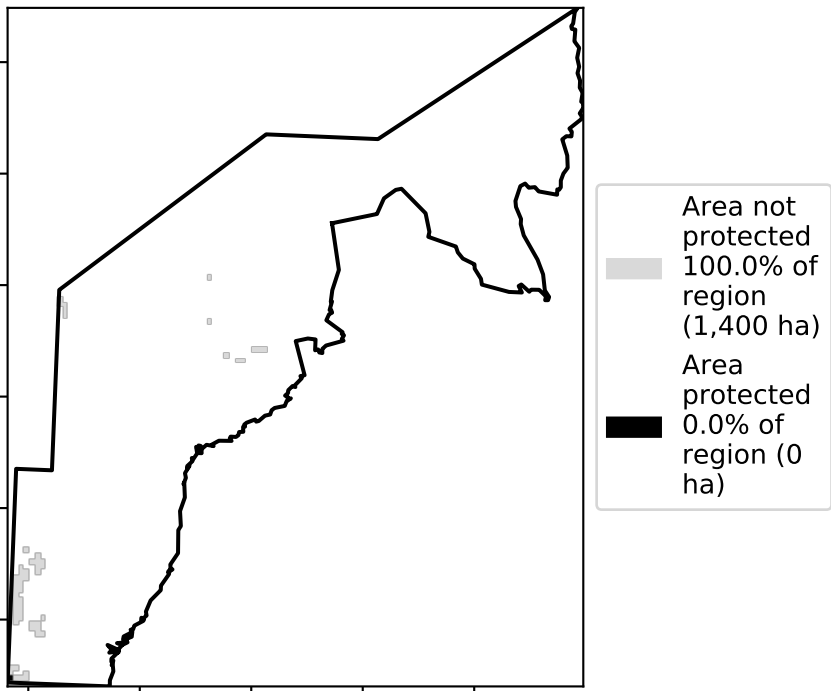 Area not
protected
100.0% of
region
(1,400 ha)
Area
protected
0.0% of
region (0
ha)